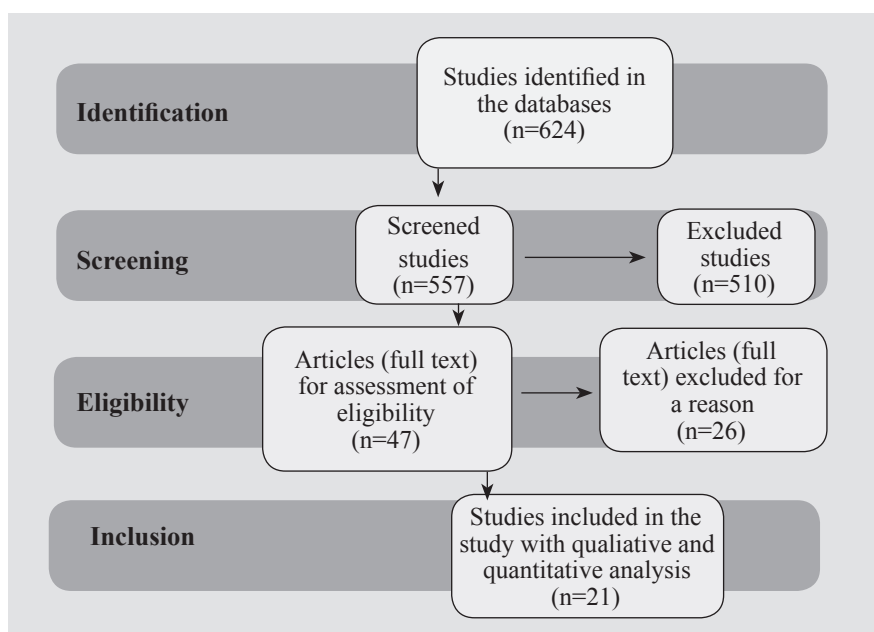 Identification
Studies identified in
the databases
(n=624)
Screening
Screened
studies
(n=557)
Excluded
studies
(n=510)
Eligibility
Articles (full text)
for assessment of
eligibility
(n=47)
Articles (full
text) excluded for
a reason
(n=26)
Inclusion
Studies included in the
study with qualiative and
quantitative analysis
(n=21)